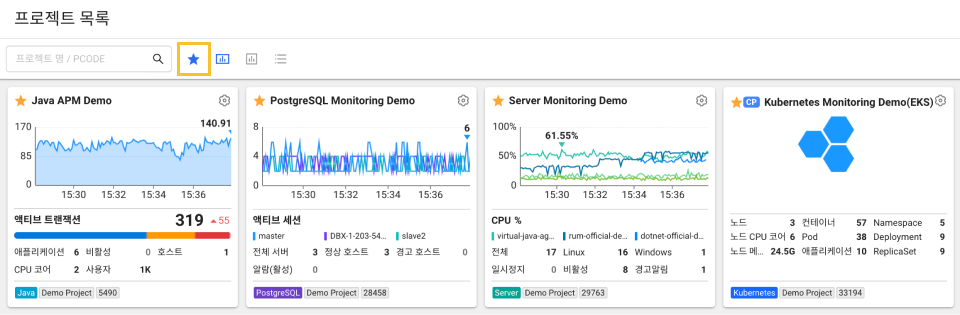 프로젝트 목록
프로젝트 명 / PCODE
Java APM Demo
140.91
170
85
0
15:30 15:32 15:34 15:36
액티브 트랜잭션 319 55
애플리케이션 6 비활성 0 호스트 1
CPU 코어 2 사용자 1K
Java Demo Project 5490
PostgreSQL Monitoring Demo
6
8
4
0
15:30 15:32 15:34 15:36
액티브 세션
master DBX-1-203-54... slave2
전체 서버 3 정상 호스트 3 경고 호스트 0
알람(활성) 0
PostgreSQL Demo Project 28458
Server Monitoring Demo
61.55%
100%
50%
0
15:30 15:32 15:34 15:36
CPU %
virtual-java-ag... rum-official-de... dotnet-official-d...
전체 17 Linux 16 Windows 1
일시정지 0 비활성 8 경고알림 1
Server Demo Project 29763
CP Kubernetes Monitoring Demo(EKS)
노드 3 컨테이너 57 Namespace 5
노드 CPU 코어 6 Pod 38 Deployment 9
노드 메... 24.5G 애플리케이션 10 ReplicaSet 9
Kubernetes Demo Project 33194